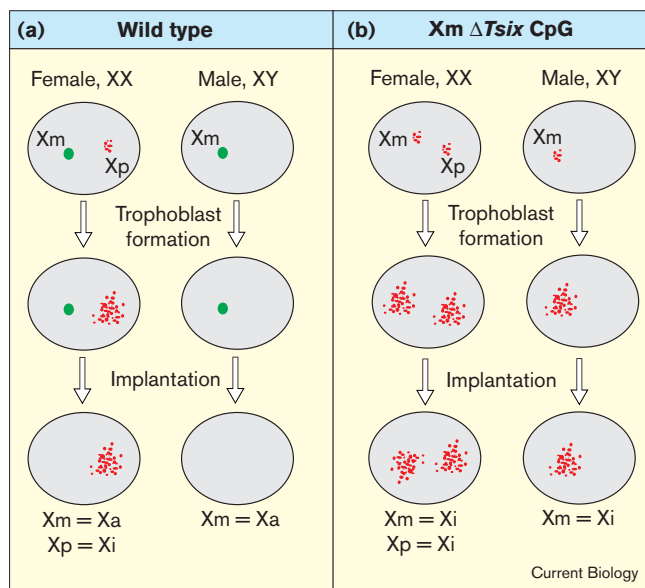 (a) Wild type
Female, XX Male, XY
Xm Xp Xm
Trophoblast
formation
Implantation
Xm = Xa Xm = Xa
Xp = Xi
(b) Xm ΔTsix CpG
Female, XX Male, XY
Xm Xp Xm
Trophoblast
formation
Implantation
Xm = Xi Xm = Xi
Xp = Xi
Current Biology